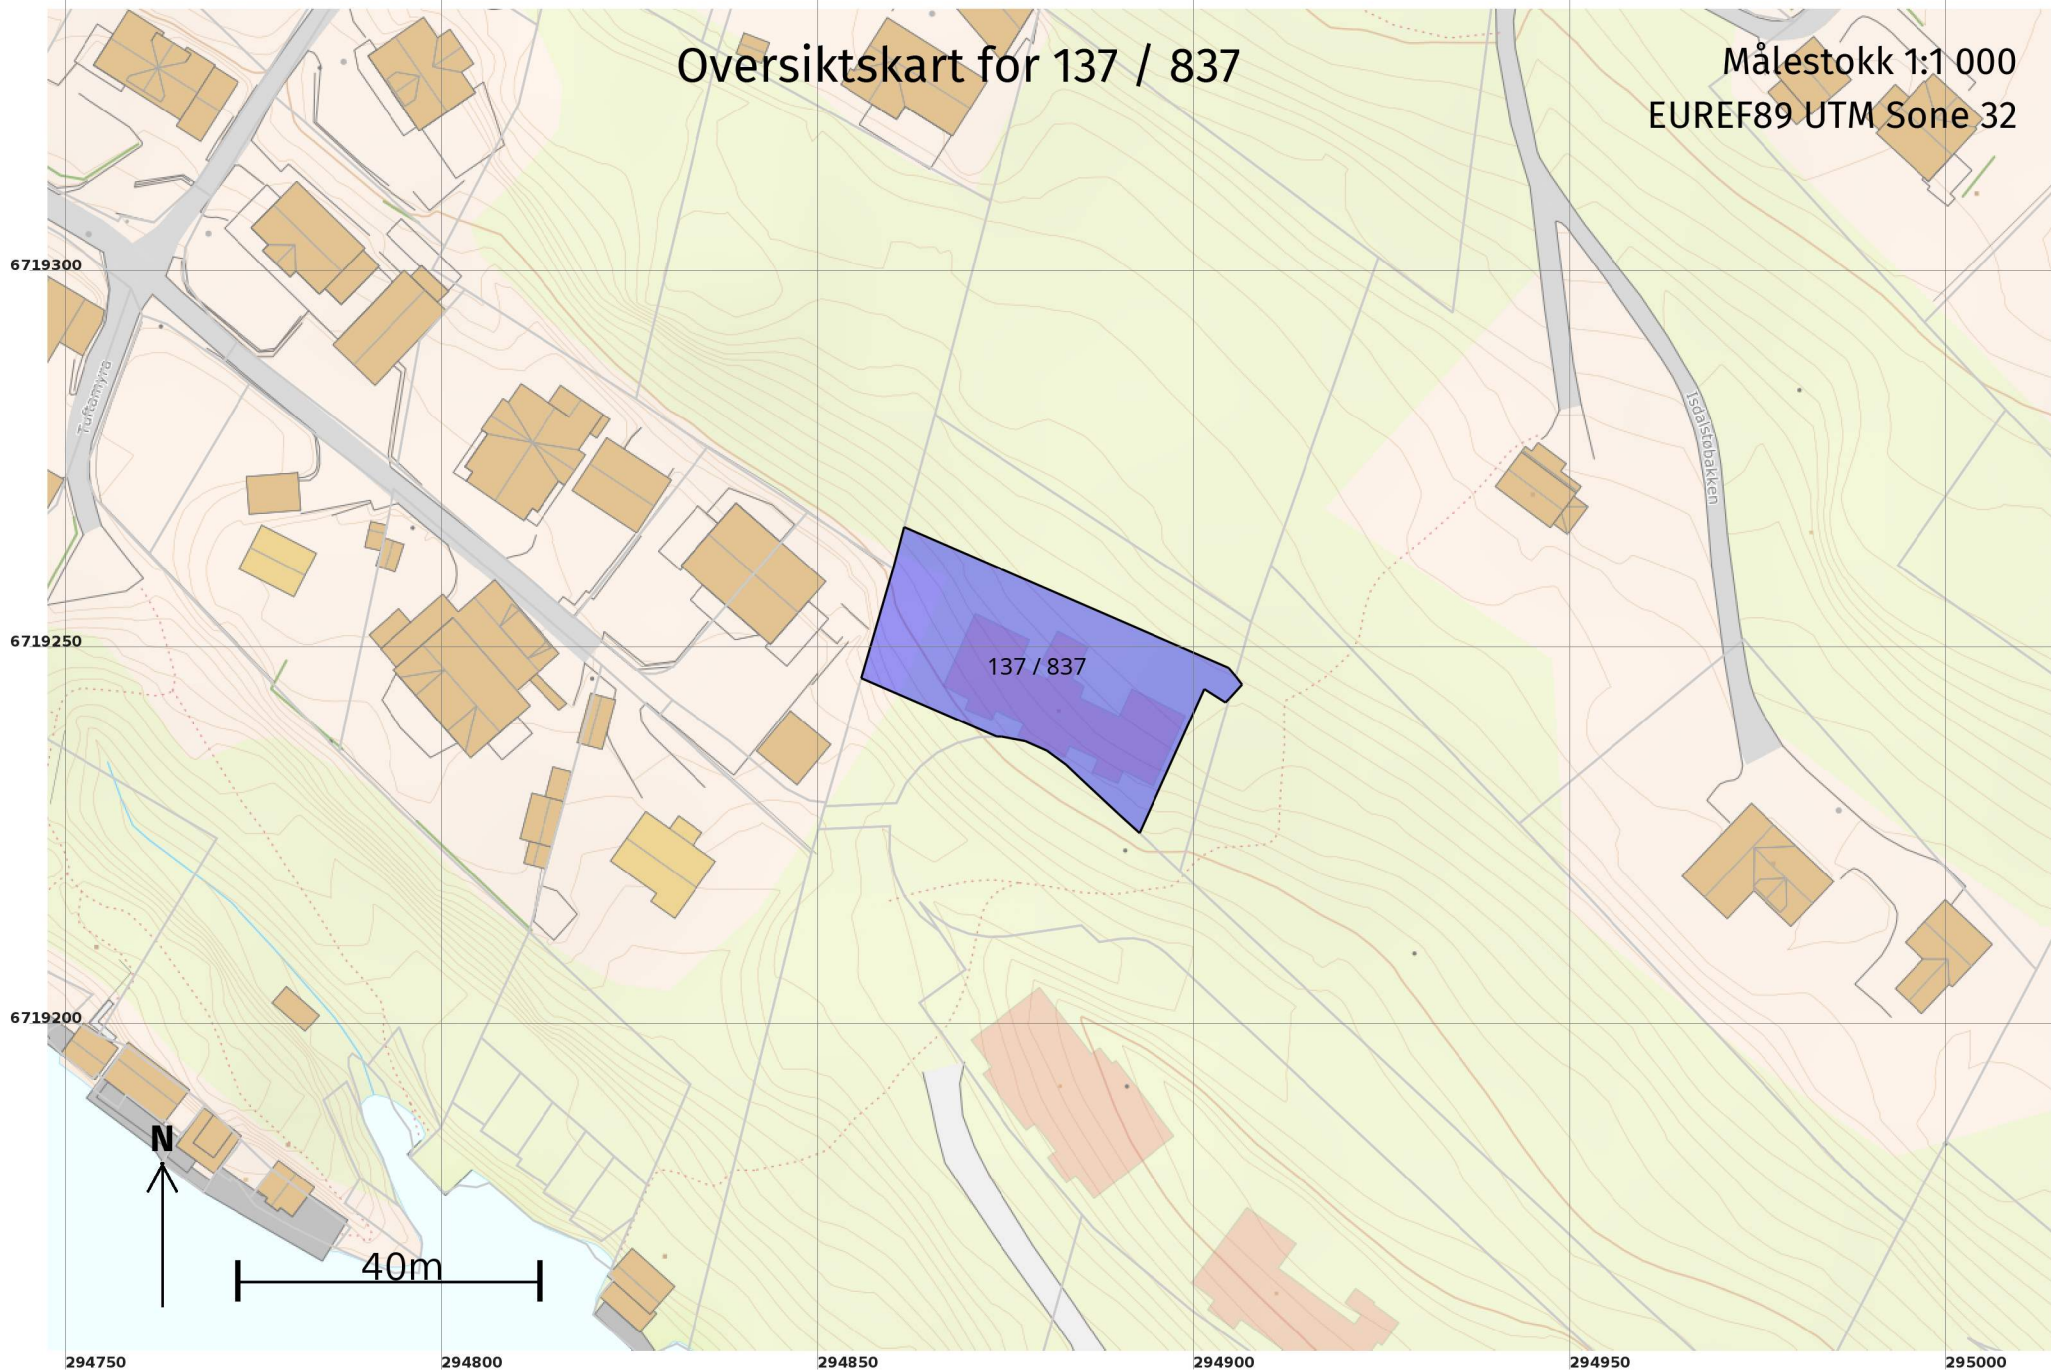 Oversiktskart for 137 / 837
Målestokk 1:1 000
EUREF89 UTM Sone 32
6719300
Tuftamyra
Isdalstøbakken
6719250
137 / 837
6719200
N
40m
294750
294800
294850
294900
294950
295000